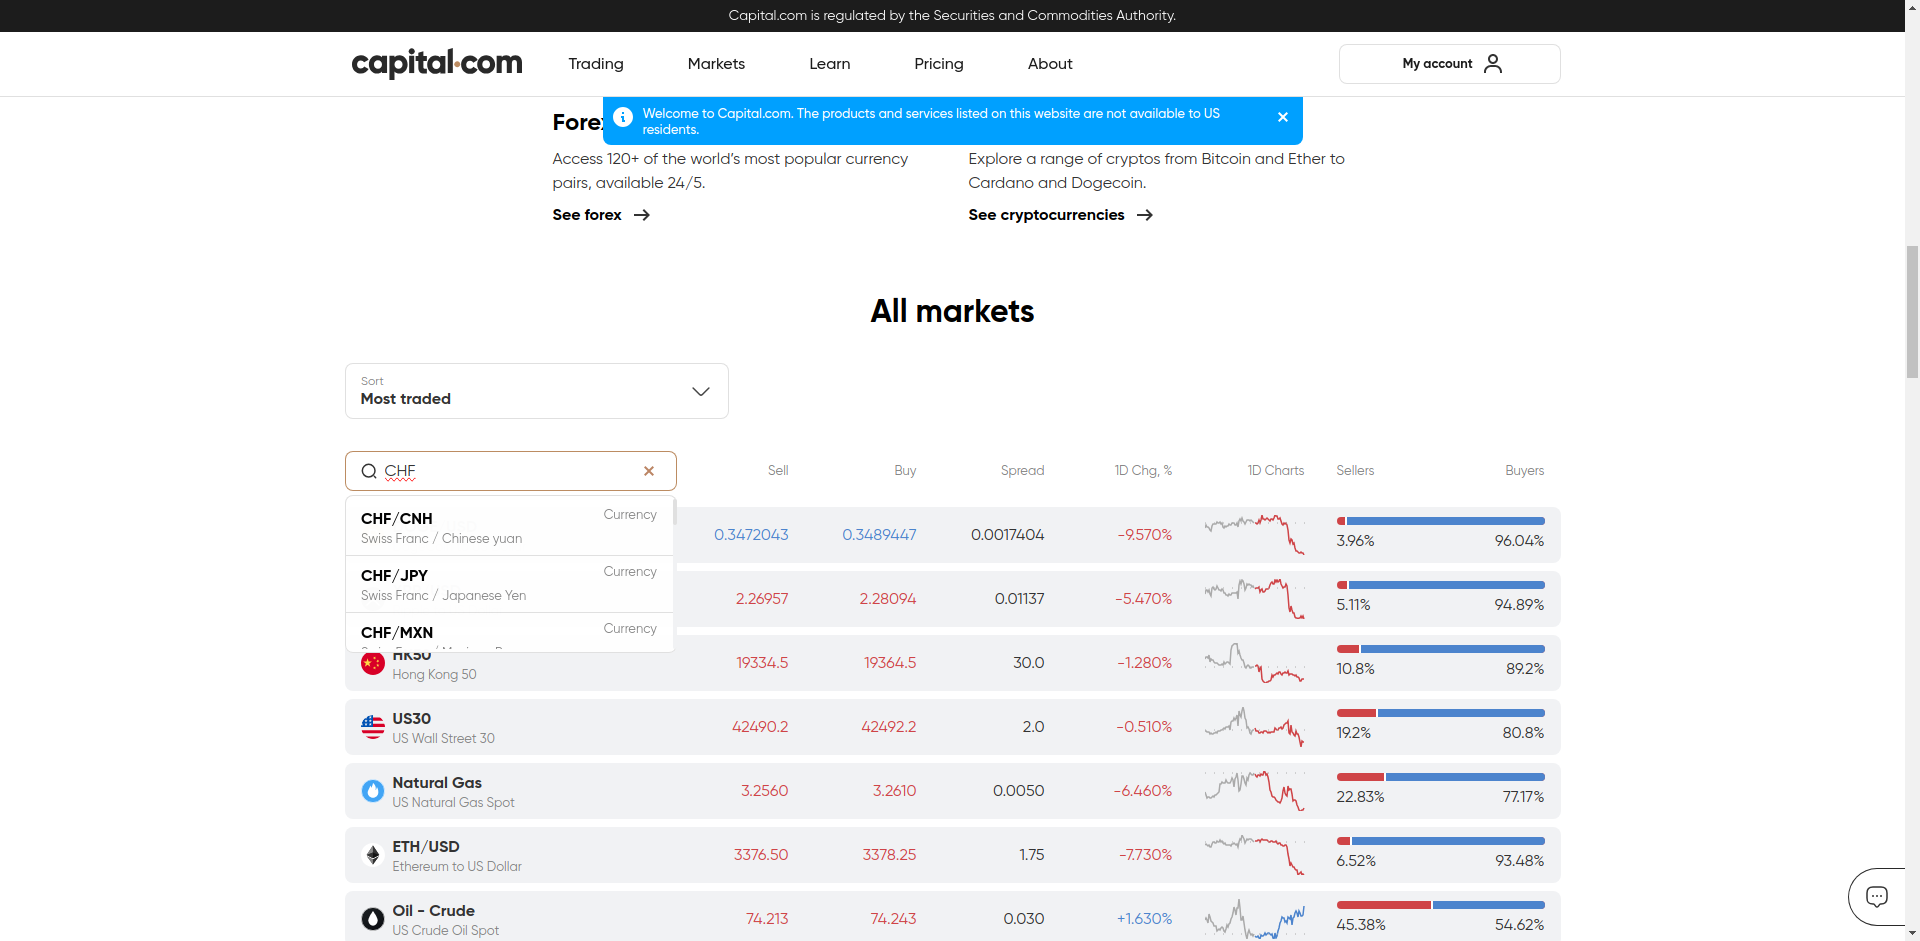 Capital.com is regulated by the Securities and Commodities Authority.
capital.com
Trading
Markets
Learn
Pricing
About
My account
Welcome to Capital.com. The products and services listed on this website are not available to US
residents.
Access 120+ of the world's most popular currency
pairs, available 24/5.
See forex
Explore a range of cryptos from Bitcoin and Ether to
Cardano and Dogecoin.
See cryptocurrencies
All markets
Sort
Most traded
CHF
Sell
Buy
Spread
1D Chg, %
1D Charts
Sellers
Buyers
CHF/CNH
Currency
Swiss Franc / Chinese yuan
CHF/JPY
Currency
Swiss Franc / Japanese Yen
CHF/MXN
Currency
0.3472043
0.3489447
0.0017404
-9.570%
3.96%
96.04%
2.26957
2.28094
0.01137
-5.470%
5.11%
94.89%
HK50
Hong Kong 50
19334.5
19364.5
30.0
-1.280%
10.8%
89.2%
US30
US Wall Street 30
42490.2
42492.2
2.0
-0.510%
19.2%
80.8%
Natural Gas
US Natural Gas Spot
3.2560
3.2610
0.0050
-6.460%
22.83%
77.17%
ETH/USD
Ethereum to US Dollar
3376.50
3378.25
1.75
-7.730%
6.52%
93.48%
Oil - Crude
US Crude Oil Spot
74.213
74.243
0.030
+1.630%
45.38%
54.62%